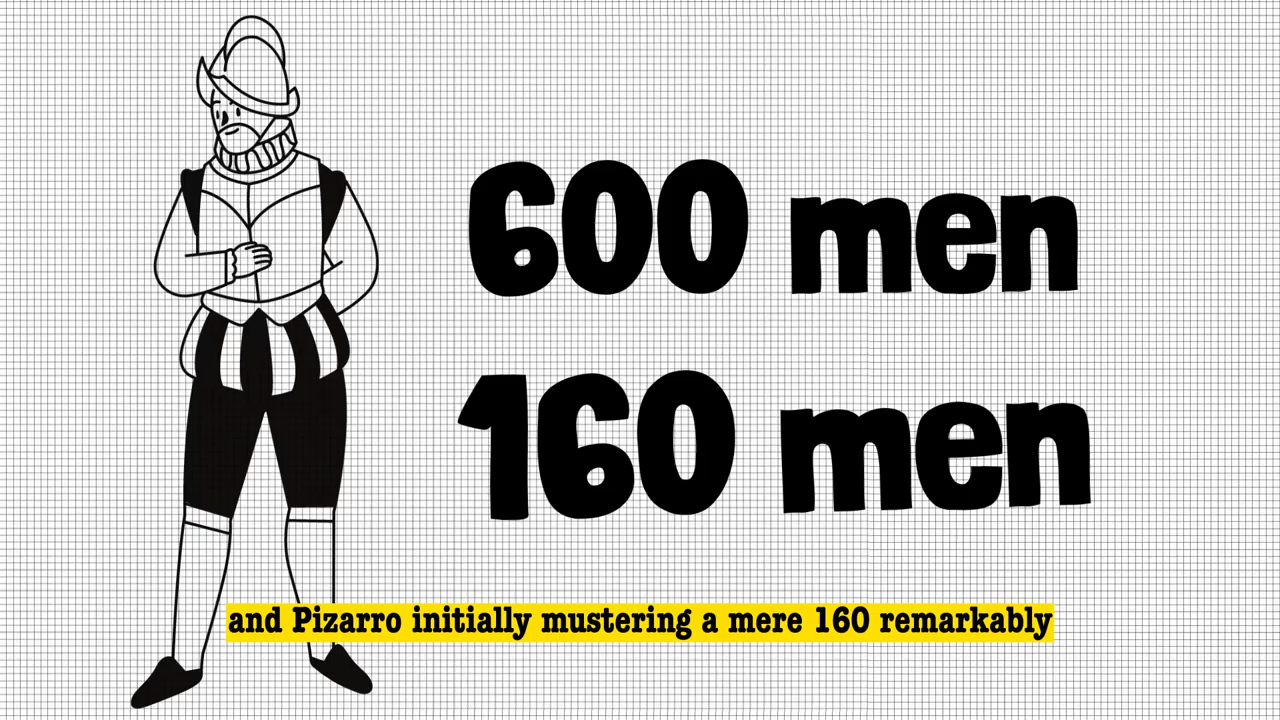 600 men
160 men
and Pizarro initially mustering a mere 160 remarkably